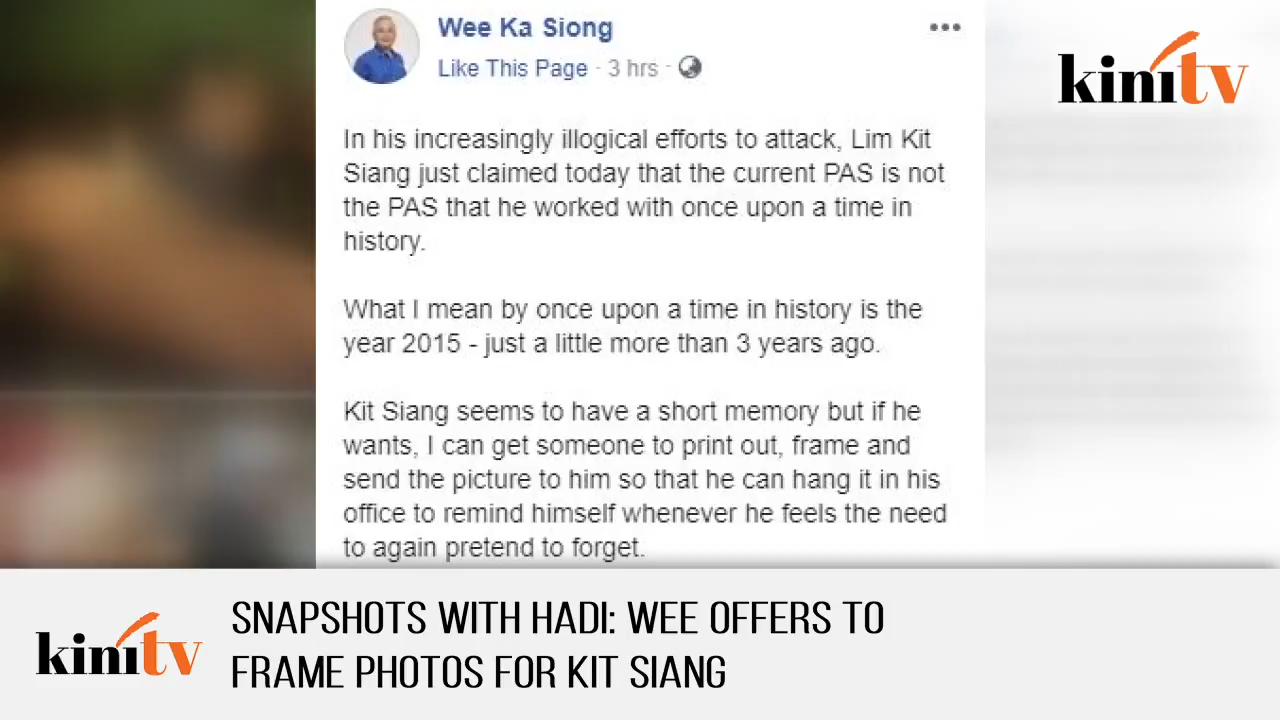 Wee Ka Siong
Like This Page · 3 hrs ·
kinitv
In his increasingly illogical efforts to attack, Lim Kit
Siang just claimed today that the current PAS is not
the PAS that he worked with once upon a time in
history.
What I mean by once upon a time in history is the
year 2015 - just a little more than 3 years ago.
Kit Siang seems to have a short memory but if he
wants, I can get someone to print out, frame and
send the picture to him so that he can hang it in his
office to remind himself whenever he feels the need
to again pretend to forget.
kinitv
SNAPSHOTS WITH HADI: WEE OFFERS TO
FRAME PHOTOS FOR KIT SIANG